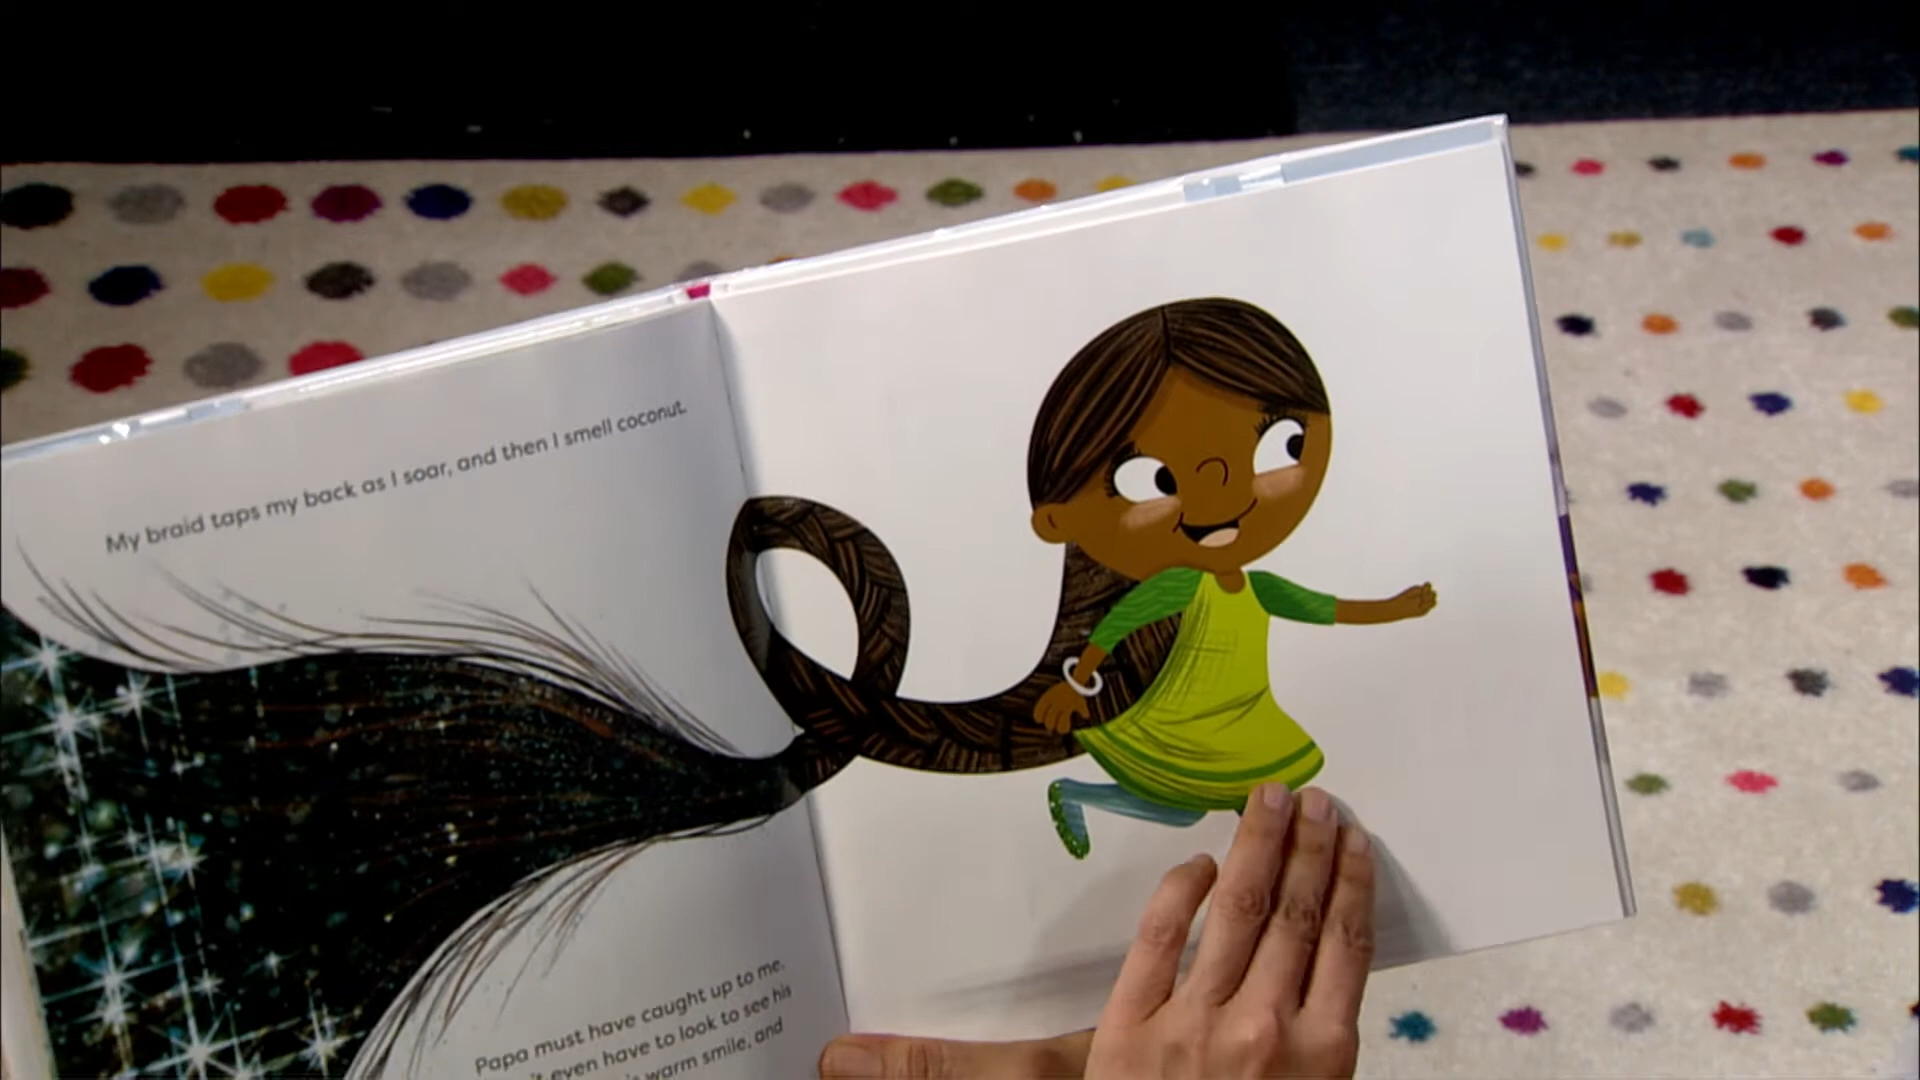 My braid taps my back as I soar, and then I smell coconut.
Papa must have caught up to me.
even have to look to see his
warm smile, and